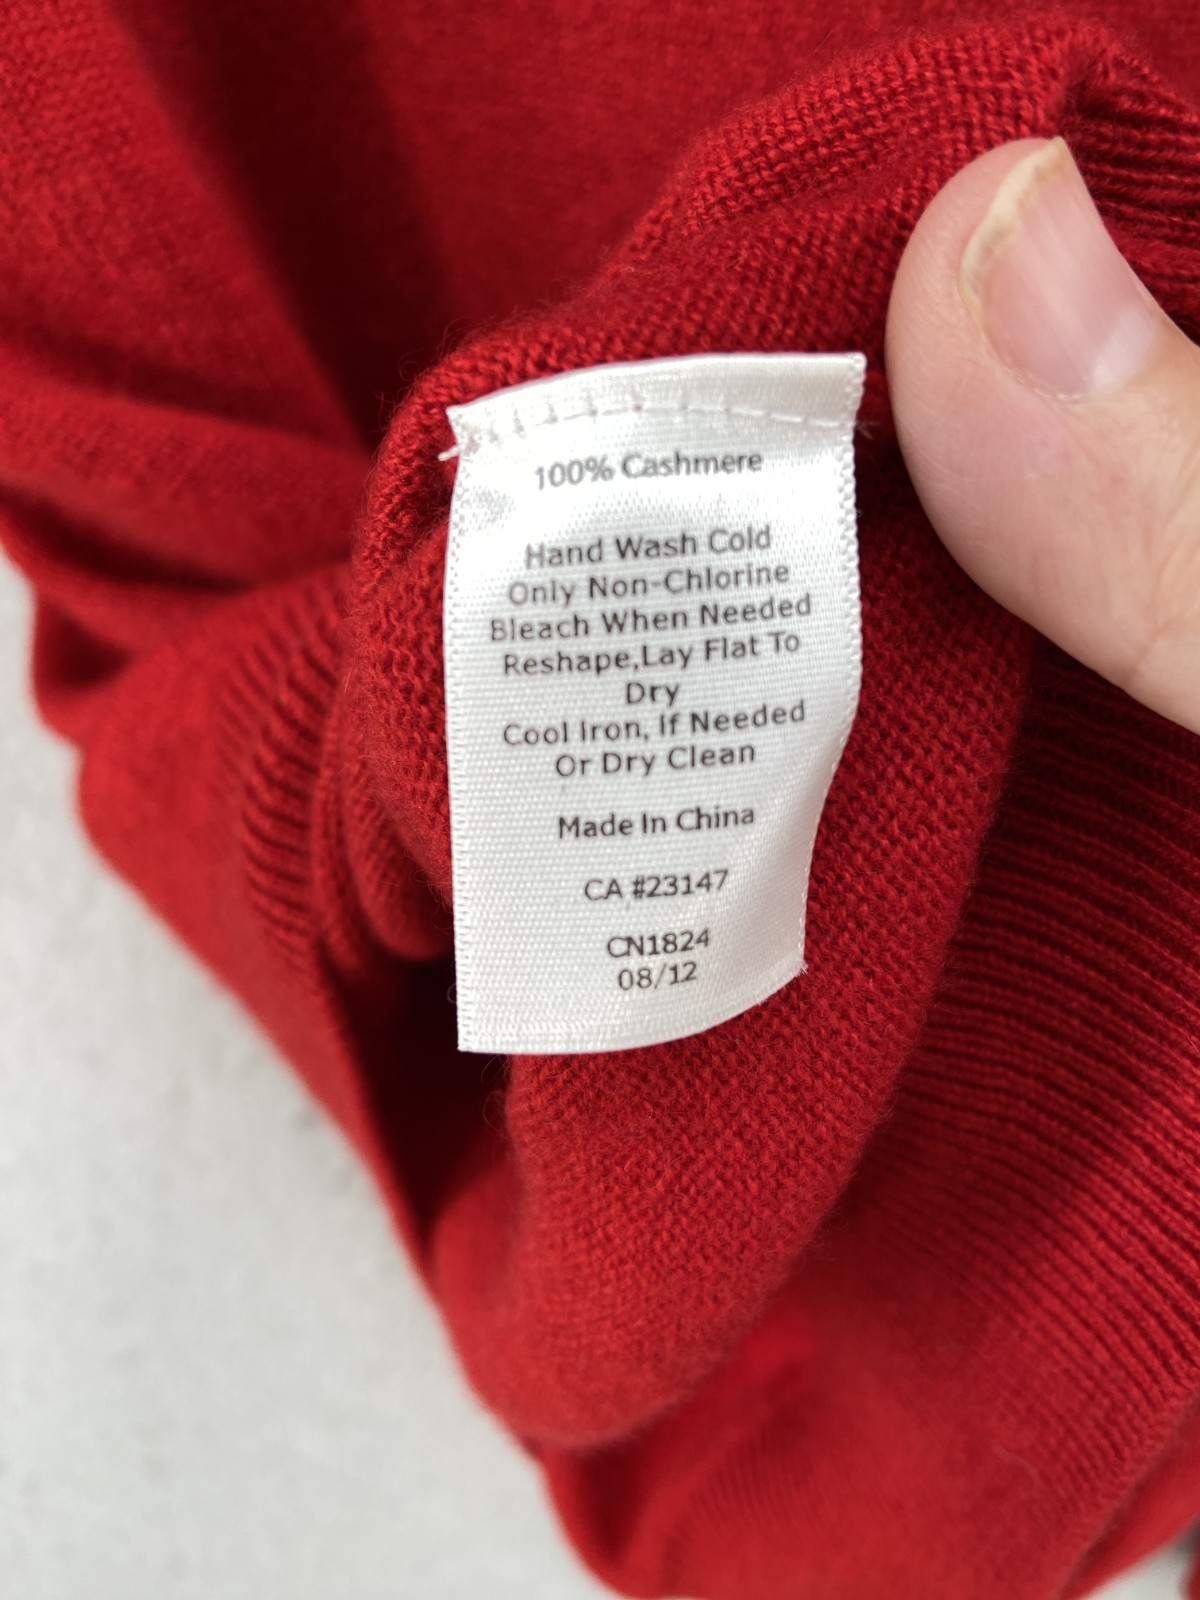 100% Cashmere
Hand Wash Cold
Only Non-Chlorine
Bleach When Needed
Reshape,Lay Flat To
Dry
Cool Iron, If Needed
Or Dry Clean
Made In China
CA #23147
CN1824
08/12